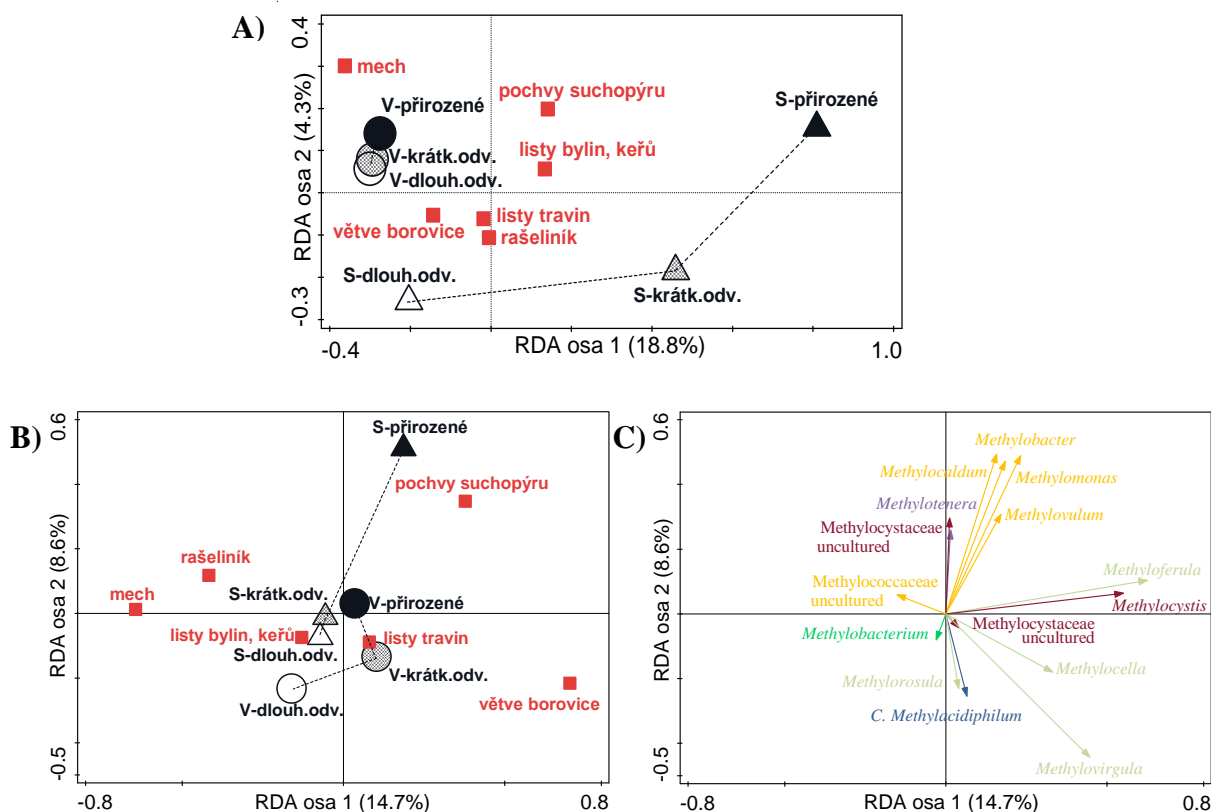 A)
0.4
RDA osa 2 (4.3%)
-0.3
mech
V-přirozené
V-krátk.odv.
V-dlouh.odv.
pochvy suchopýru
S-přirozené
listy bylin, keřů
listy travin
větve borovice
rašeliník
S-dlouh.odv.
S-krátk.odv.
-0.4
RDA osa 1 (18.8%)
1.0
B)
0.6
RDA osa 2 (8.6%)
-0.5
S-přirozené
pochvy suchopýru
rašeliník
mech
S-krátk.odv.
V-přirozené
listy bylin, keřů
listy travin
S-dlouh.odv.
V-krátk.odv.
V-dlouh.odv.
větve borovice
-0.8
RDA osa 1 (14.7%)
0.8
C)
0.6
RDA osa 2 (8.6%)
-0.5
Methylobacter
Methylocaldum
Methylomonas
Methylotenera
Methylovulum
Methylocystaceae
uncultured
Methyloferula
Methylococcaceae
uncultured
Methylocystis
Methylobacterium
Methylocystaceae
uncultured
Methylocella
Methylorosula
C. Methylacidiphilum
Methylovirgula
-0.8
RDA osa 1 (14.7%)
0.8